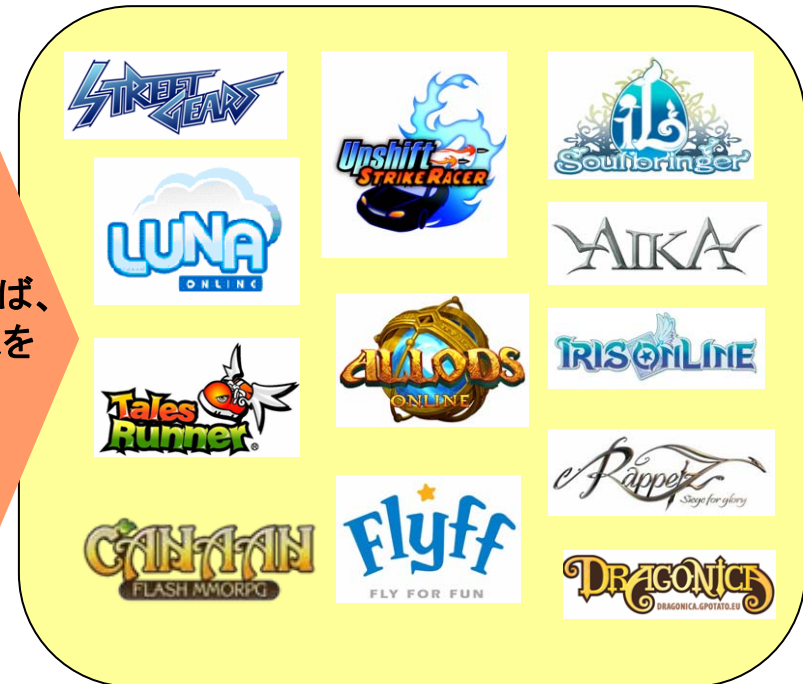 ば、
を
STREET GEARS
LUNA
ONLINE
Tales
Runner
CANAAN
FLASH MMORPG
Upshift
STRIKE RACER
ALLODS
ONLINE
Flyff
FLY FOR FUN
iL
Soulbringer
AIKA
IRIS ONLINE
Rappelz
Siege for glory
DRAGONICA
DRAGONICA.GPOTATO.EU